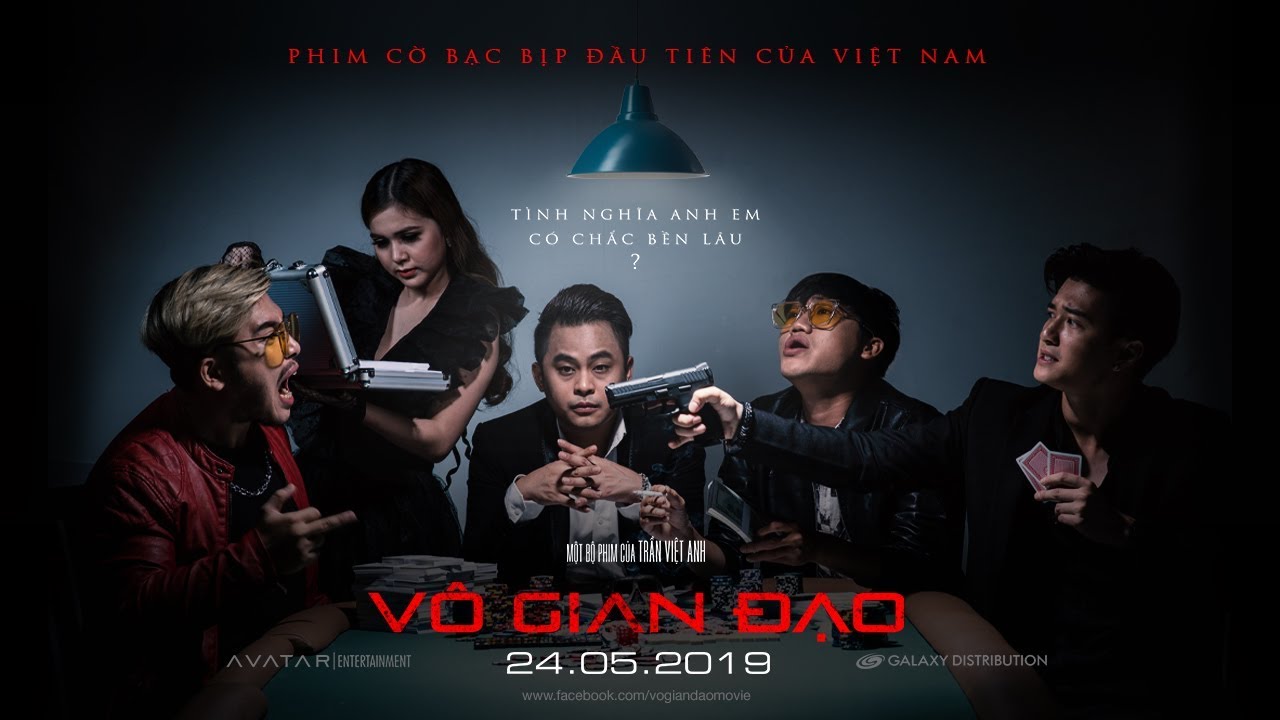 PHIM CỜ BẠC BỊP ĐẦU TIÊN CỦA VIỆT NAM
TÌNH NGHĨA ANH EM
CÓ CHẮC BỀN LÂU
?
MỘT BỘ PHIM CỦA TRẦN VIỆT ANH
VÔ GIAN ĐẠO
AVATAR | ENTERTAINMENT
24.05.2019
GALAXY DISTRIBUTION
www.facebook.com/vogiandaomovie